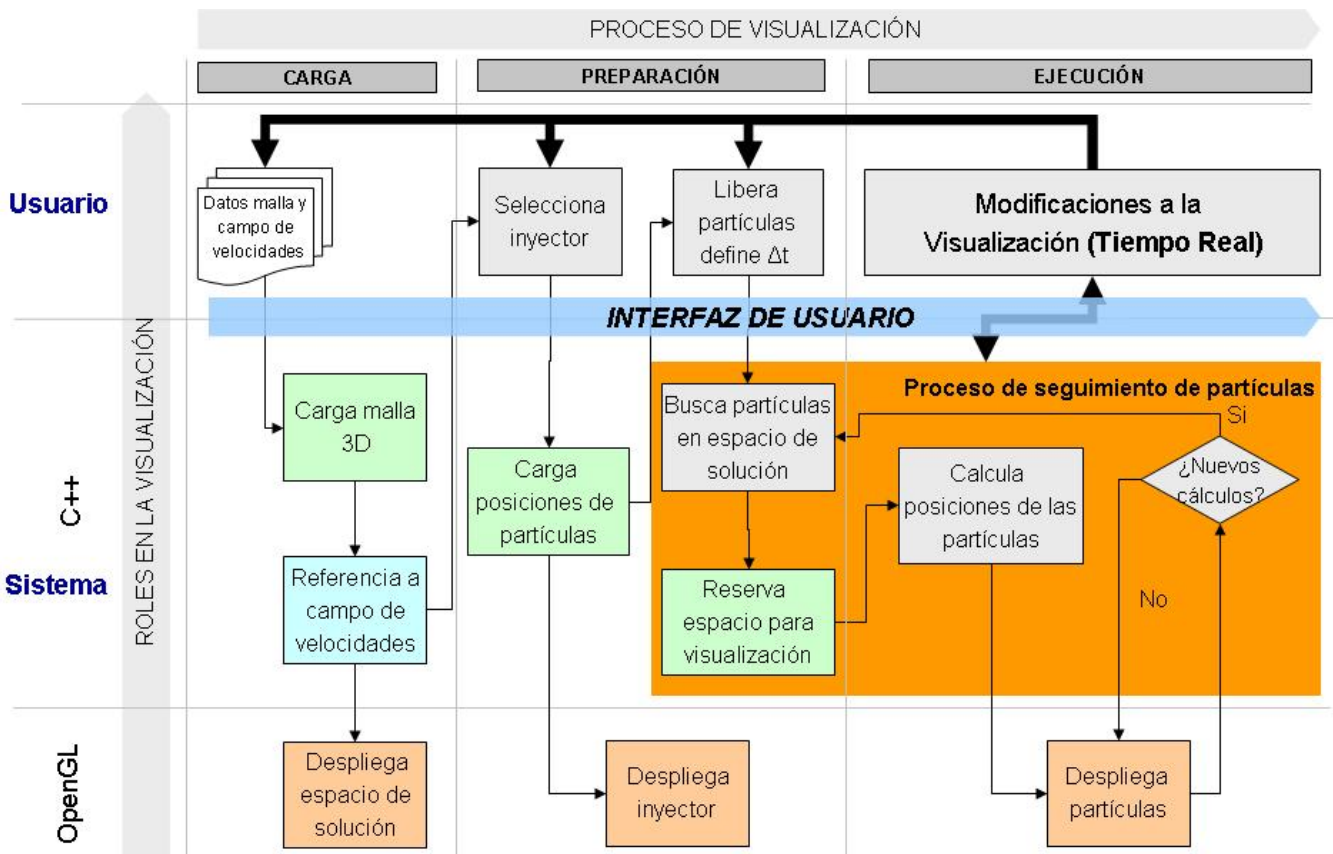 PROCESO DE VISUALIZACIÓN
CARGA
PREPARACIÓN
EJECUCIÓN
ROLES EN LA VISUALIZACIÓN
Usuario
Datos malla y
campo de
velocidades
Selecciona
inyector
Libera
partículas
define Δt
Modificaciones a la
Visualización (Tiempo Real)
INTERFAZ DE USUARIO
C++
Sistema
Carga malla
3D
Referencia a
campo de
velocidades
Carga
posiciones de
partículas
Proceso de seguimiento de partículas
Busca partículas
en espacio de
solución
Reserva
espacio para
visualización
Calcula
posiciones de las
partículas
Si
¿Nuevos
cálculos?
No
OpenGL
Despliega
espacio de
solución
Despliega
inyector
Despliega
partículas